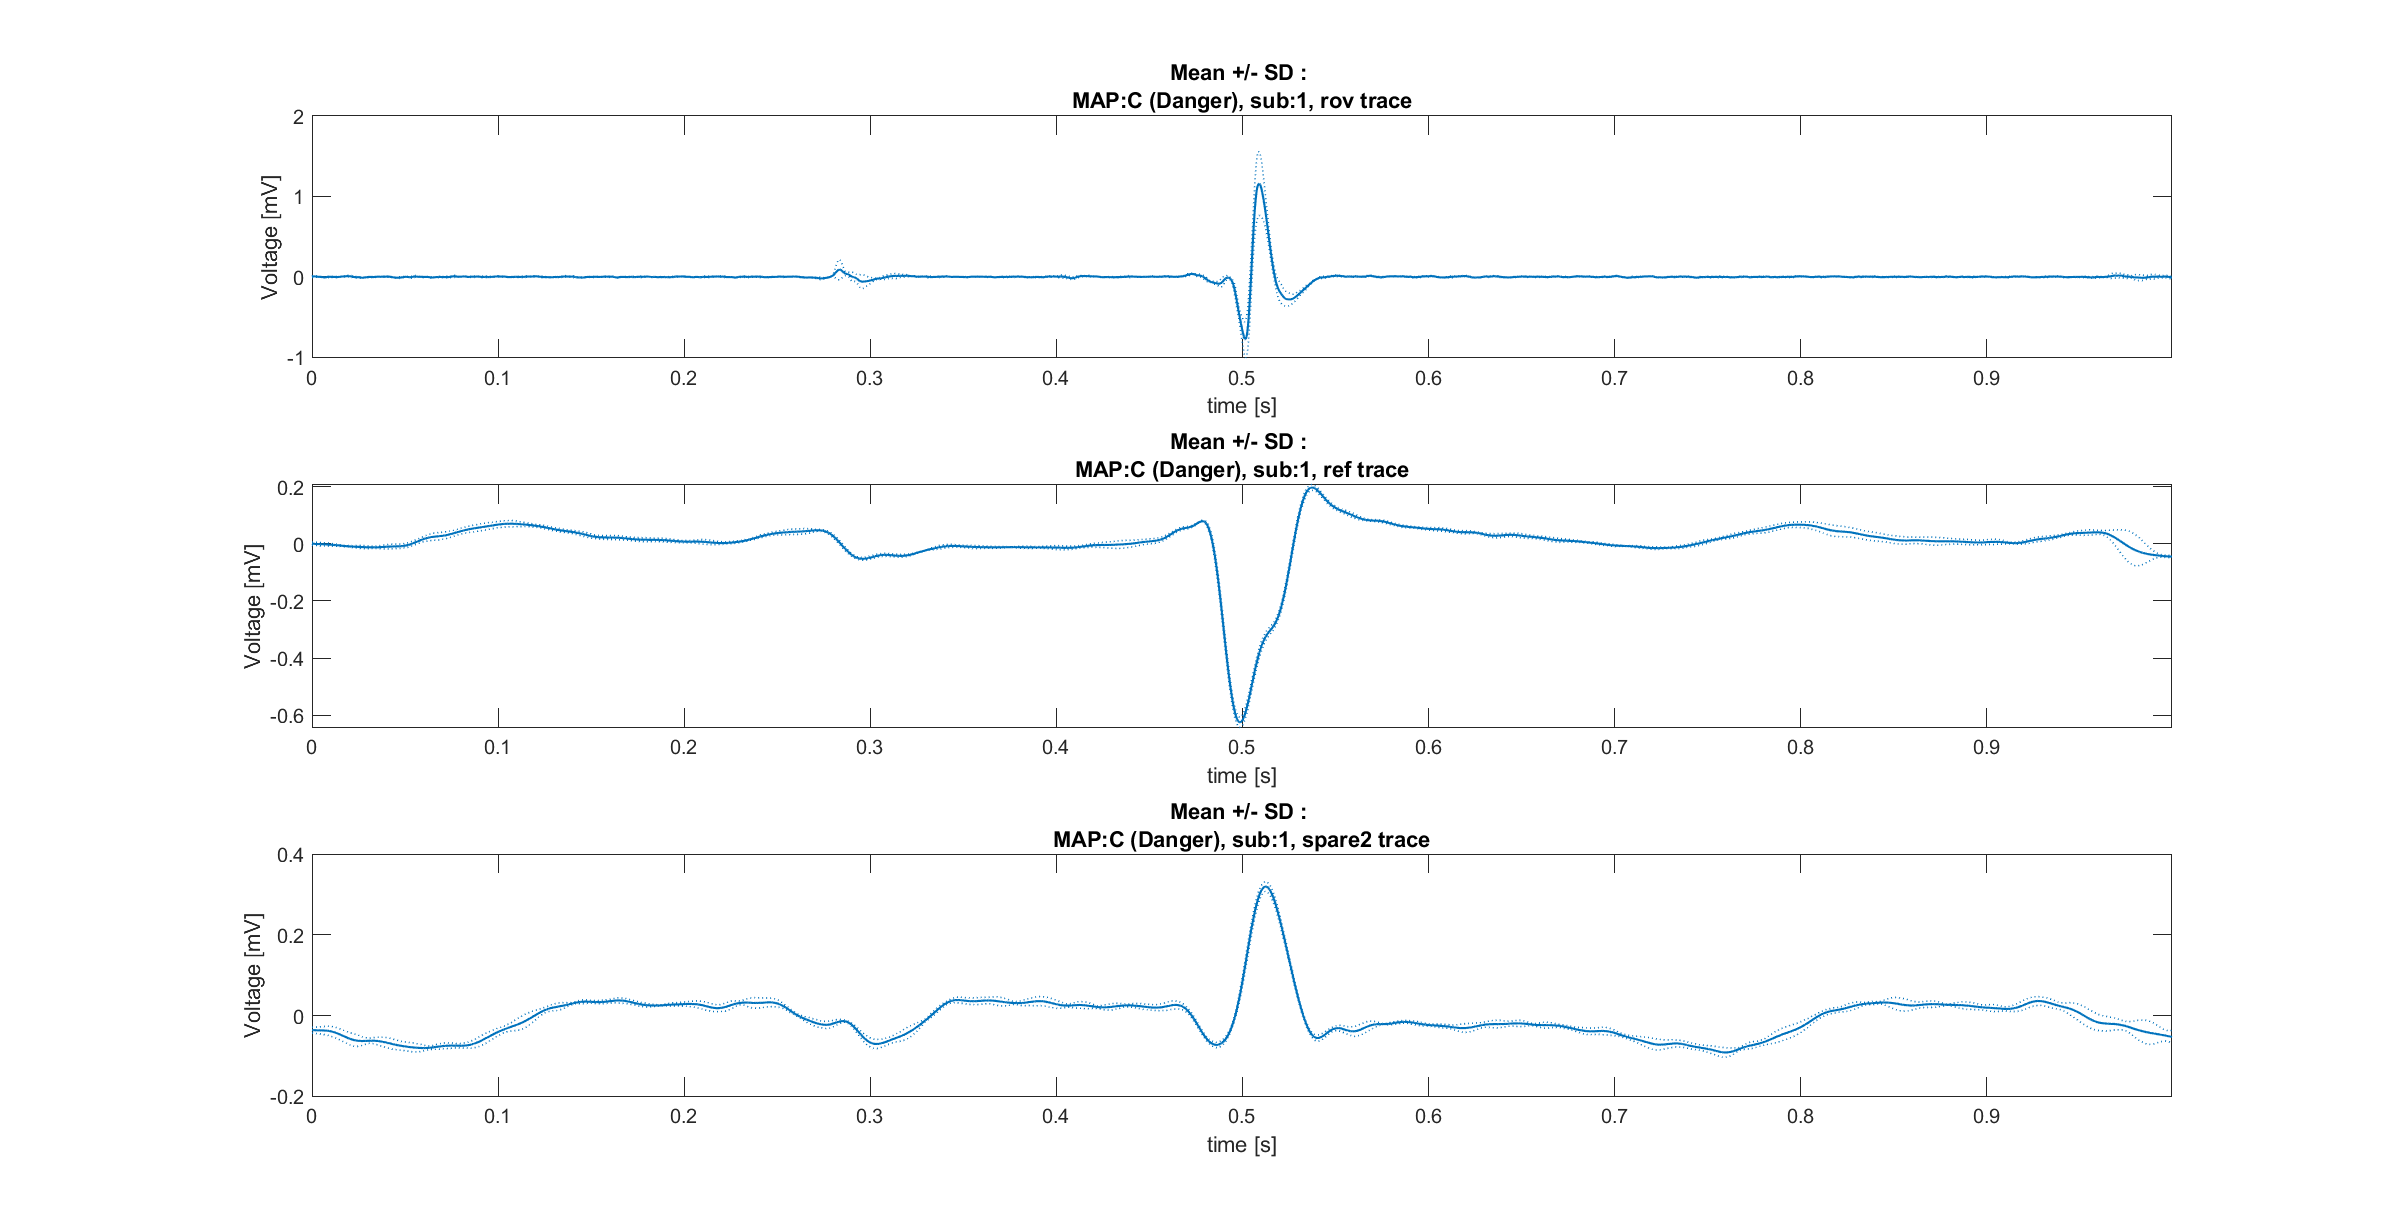 Mean +/- SD :
MAP:C (Danger), sub:1, rov trace
2
1
0
-1
Voltage [mV]
0 0.1 0.2 0.3 0.4 0.5 0.6 0.7 0.8 0.9
time [s]
Mean +/- SD :
MAP:C (Danger), sub:1, ref trace
0.2
0
-0.2
-0.4
-0.6
Voltage [mV]
0 0.1 0.2 0.3 0.4 0.5 0.6 0.7 0.8 0.9
time [s]
Mean +/- SD :
MAP:C (Danger), sub:1, spare2 trace
0.4
0.2
0
-0.2
Voltage [mV]
0 0.1 0.2 0.3 0.4 0.5 0.6 0.7 0.8 0.9
time [s]